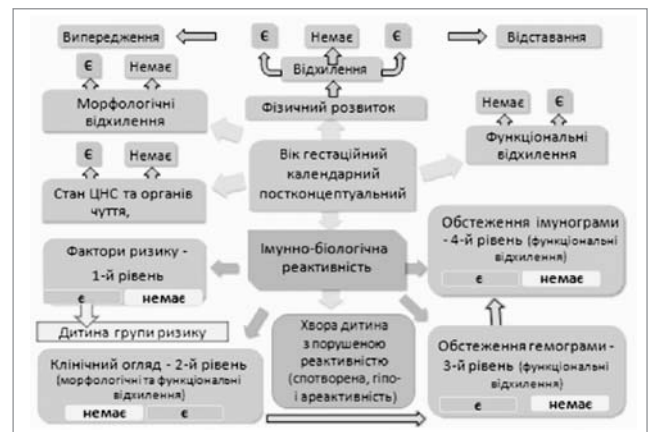 Випередження
Є
Немає
Є
Відставання
Є
Немає
Відхилення
Морфологічні
відхилення
Фізичний розвиток
Немає
Є
Функціональні
відхилення
Є
Немає
Вік гестаційний
календарний
постконцептуальний
Стан ЦНС та органів
чуття,
Фактори ризику -
1-й рівень
є
немає
Імунно-біологічна
реактивність
Обстеження імунограми
- 4-й рівень (функціональні
відхилення)
є
немає
Дитина групи ризику
Клінічний огляд - 2-й рівень
(морфологічні та функціональні
відхилення)
немає
є
Хвора дитина
з порушеною
реактивністю
(спотворена, гіпо-
і ареактивність)
Обстеження гемограми -
3-й рівень (функціональні
відхилення)
є
немає